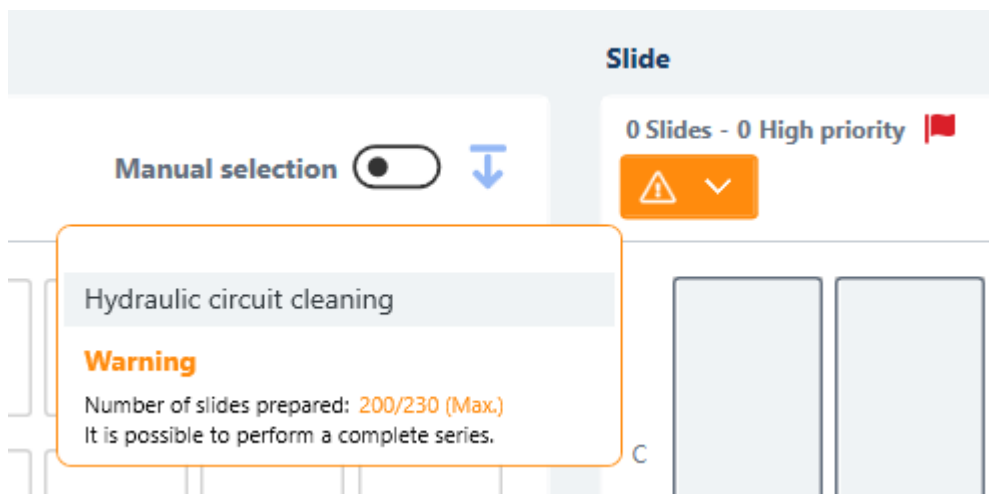 Slide
0 Slides - 0 High priority
Manual selection
Hydraulic circuit cleaning
Warning
Number of slides prepared: 200/230 (Max.)
It is possible to perform a complete series.
C